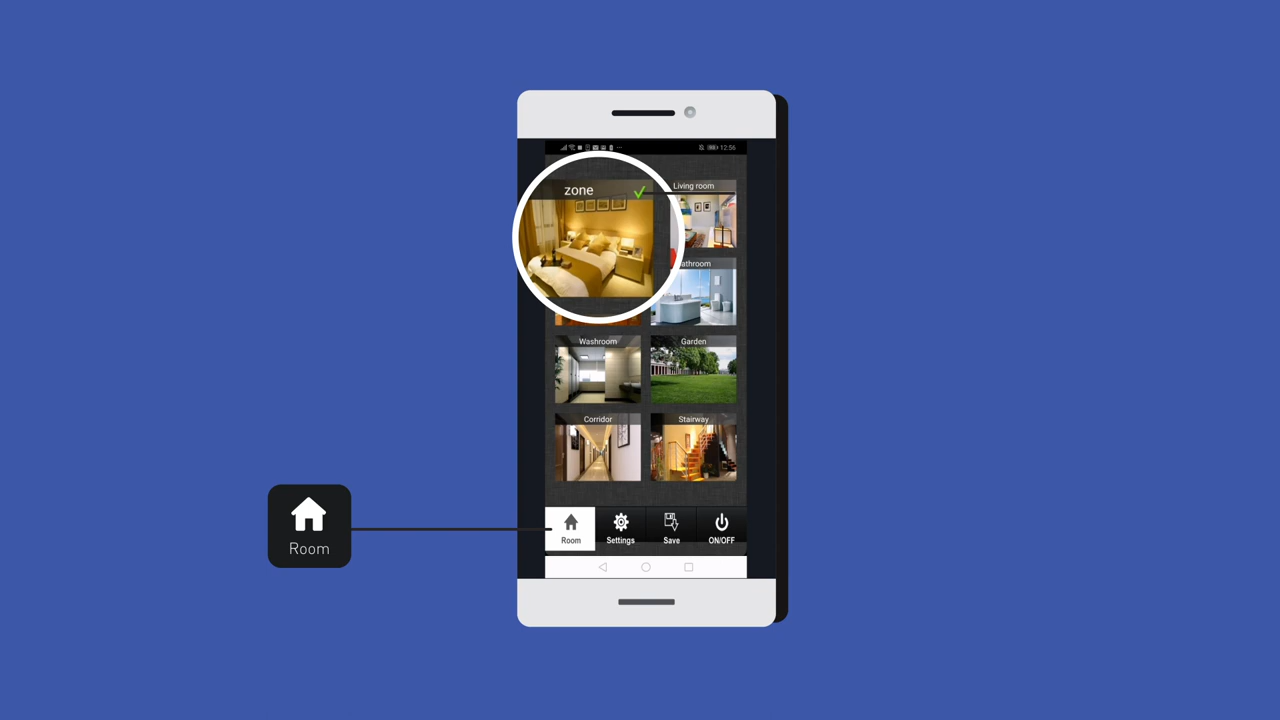 12:56
zone
Living room
athroom
Washroom
Garden
Corridor
Stairway
Room
Settings
Save
ON/OFF
Room